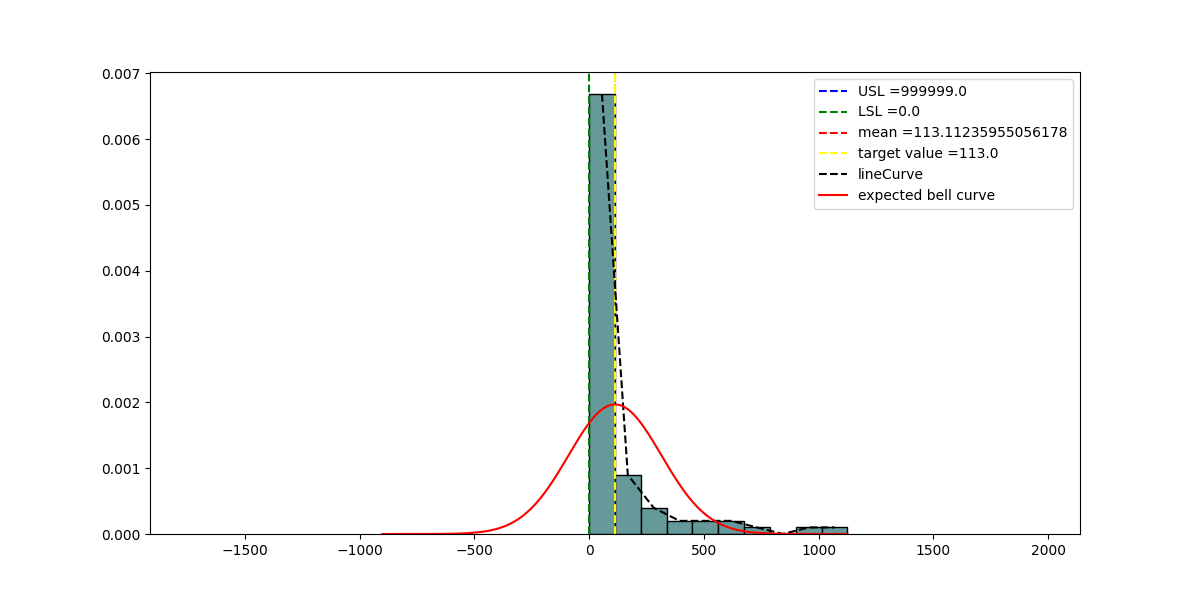 0.007
0.006
0.005
0.004
0.003
0.002
0.001
0.000
−1500 −1000 −500 0 500 1000 1500 2000
USL =999999.0
LSL =0.0
mean =113.11235955056178
target value =113.0
lineCurve
expected bell curve